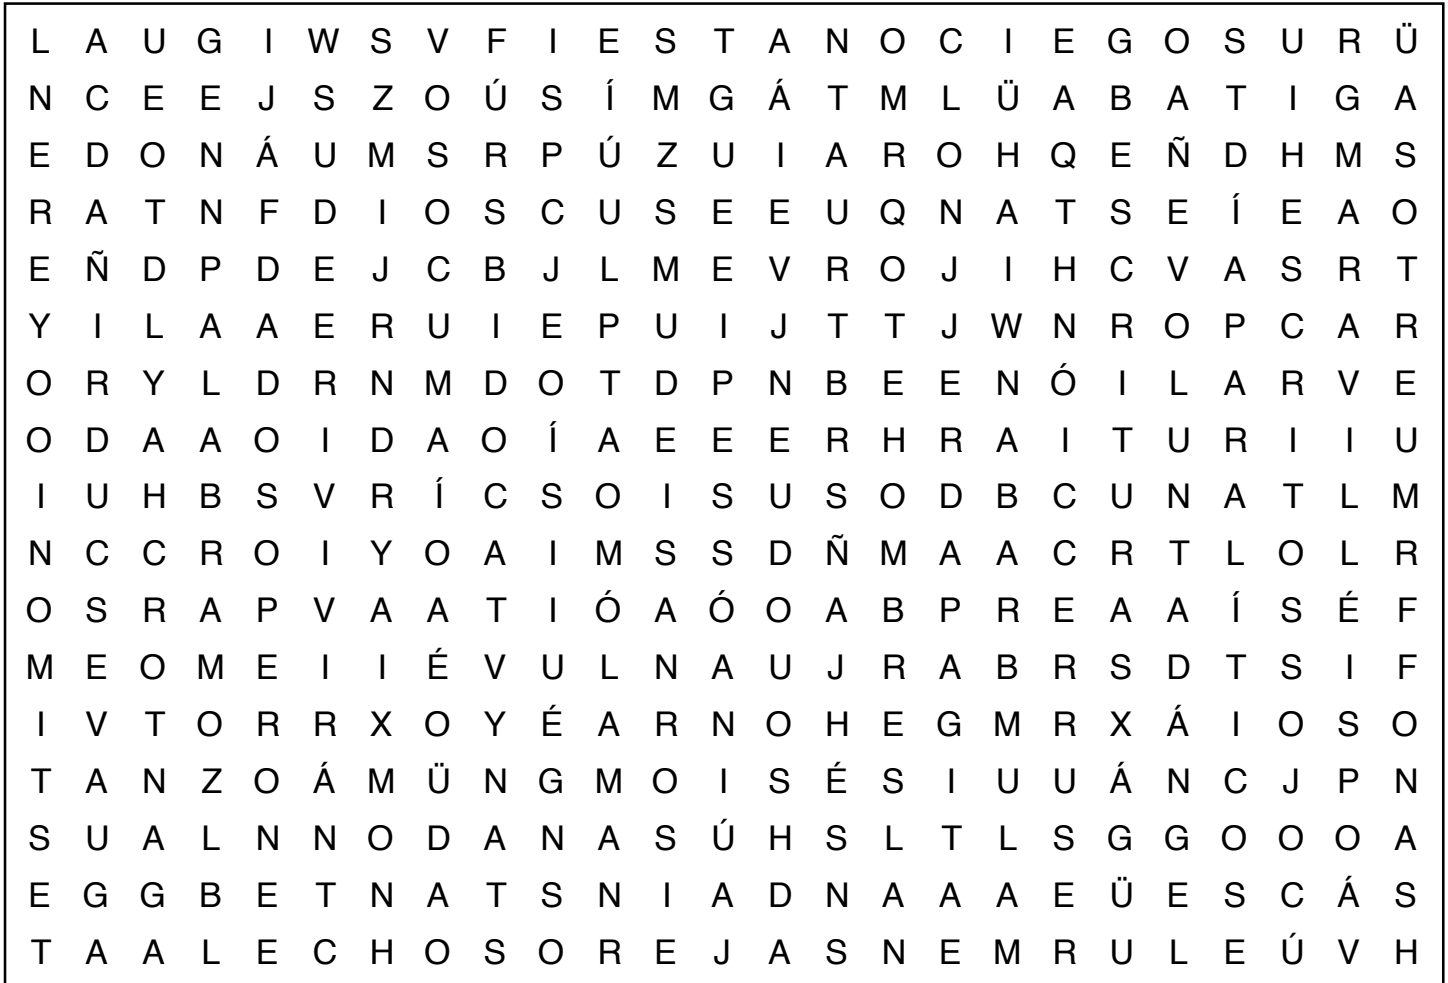 L A U G I W S V F I E S T A N O C I E G O S U R Ü
N C E E J S Z O Ú S Í M G Á T M L Ü A B A T I G A
E D O N Á U M S R P Ú Z U I A R O H Q E Ñ D H M S
R A T N F D I O S C U S E E U Q N A T S E Í E A O
E Ñ D P D E J C B J L M E V R O J I H C V A S R T
Y I L A A E R U I E P U I J T T J W N R O P C A R
O R Y L D R N M D O T D P N B E E N Ó I L A R V E
O D A A O I D A O Í A E E E R H R A I T U R I I U
I U H B S V R Í C S O I S U S O D B C U N A T L M
N C C R O I Y O A I M S S D Ñ M A A C R T L O L R
O S R A P V A A T I Ó A Ó O A B P R E A A Í S É F
M E O M E I I É V U L N A U J R A B R S D T S I F
I V T O R R X O Y É A R N O H E G M R X Á I O S O
T A N Z O Á M Ü N G M O I S É S I U U Á N C J P N
S U A L N N O D A N A S Ú H S L T L S G G O O O A
E G G B E T N A T S N I A D N A A A E Ü E S C Á S
T A A L E C H O S O R E J A S N E M R U L E Ú V H